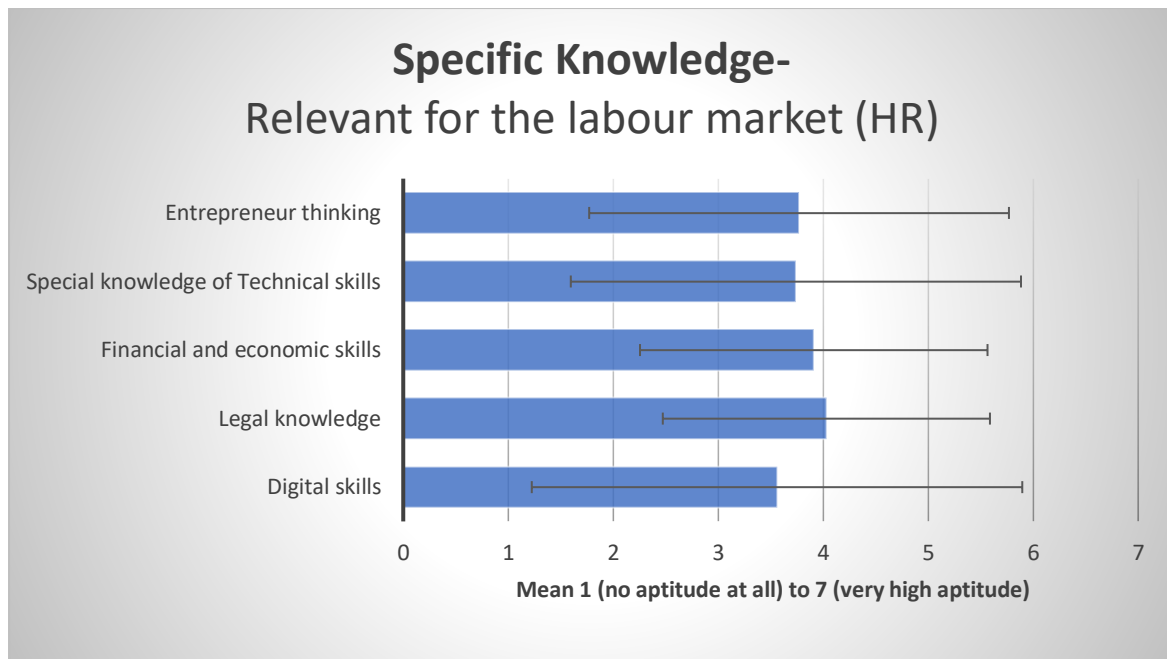 Specific Knowledge-
Relevant for the labour market (HR)
Entrepreneur thinking
Special knowledge of Technical skills
Financial and economic skills
Legal knowledge
Digital skills
0 1 2 3 4 5 6 7
Mean 1 (no aptitude at all) to 7 (very high aptitude)